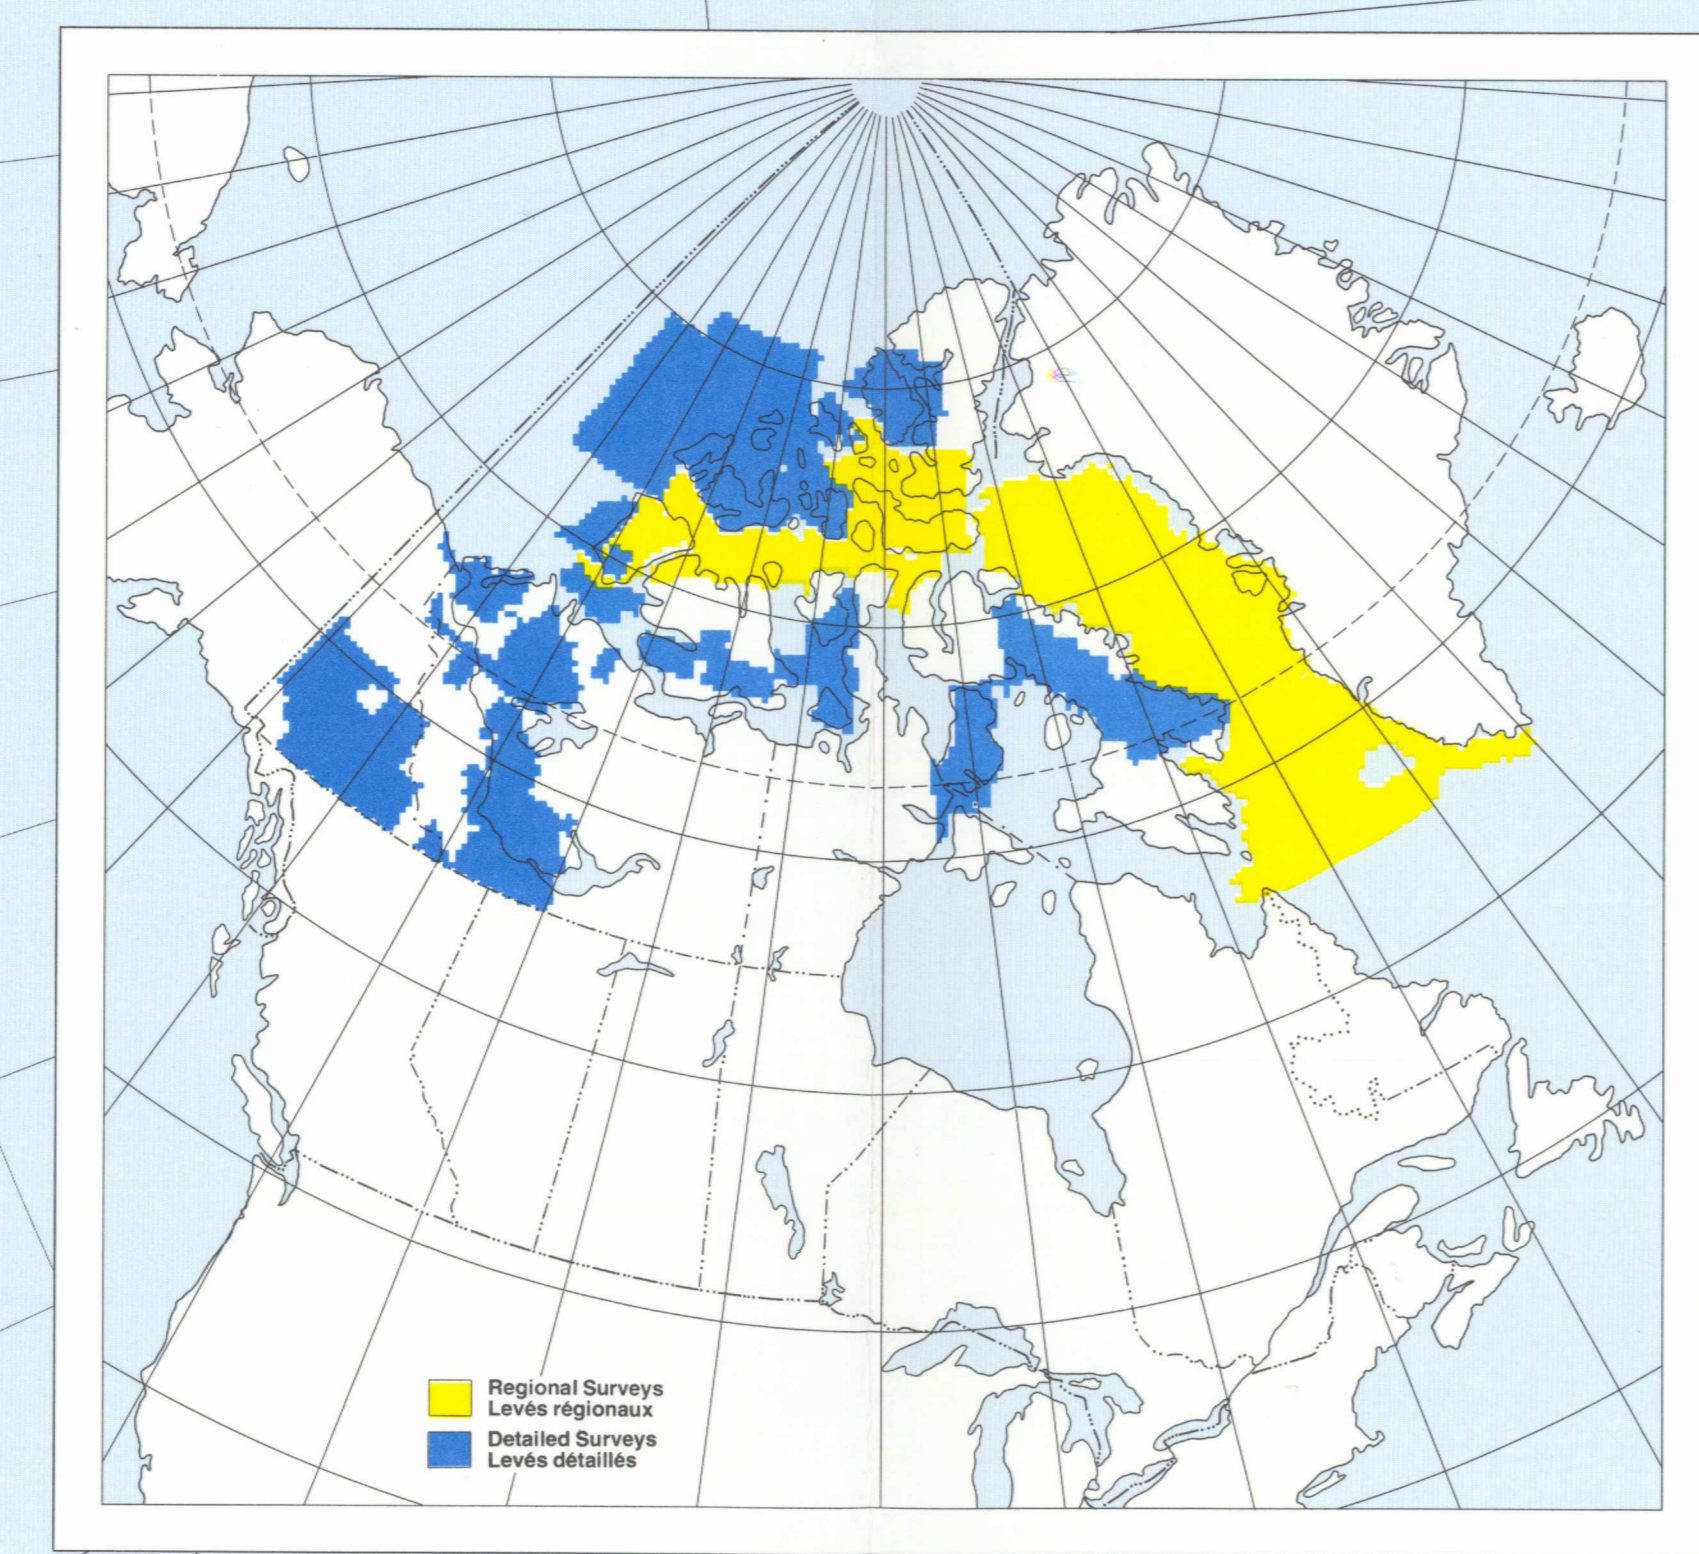 Regional Surveys
Levés régionaux
Detailed Surveys
Levés détaillés